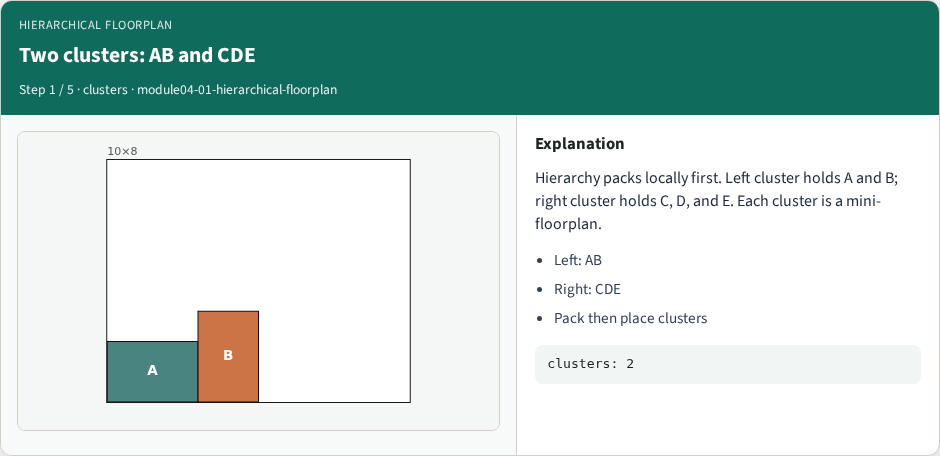 HIERARCHICAL FLOORPLAN
Two clusters: AB and CDE
Step 1 / 5 · clusters · module04-01-hierarchical-floorplan
10×8
A
B
Explanation
Hierarchy packs locally first. Left cluster holds A and B;
right cluster holds C, D, and E. Each cluster is a mini-
floorplan.
• Left: AB
• Right: CDE
• Pack then place clusters
clusters: 2